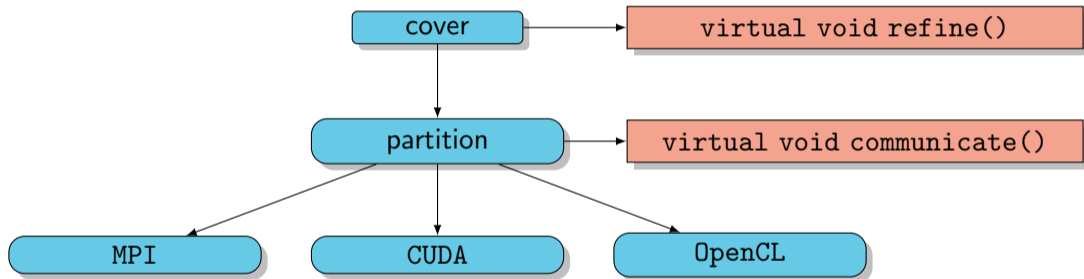 cover
virtual void refine()
partition
virtual void communicate()
MPI
CUDA
OpenCL